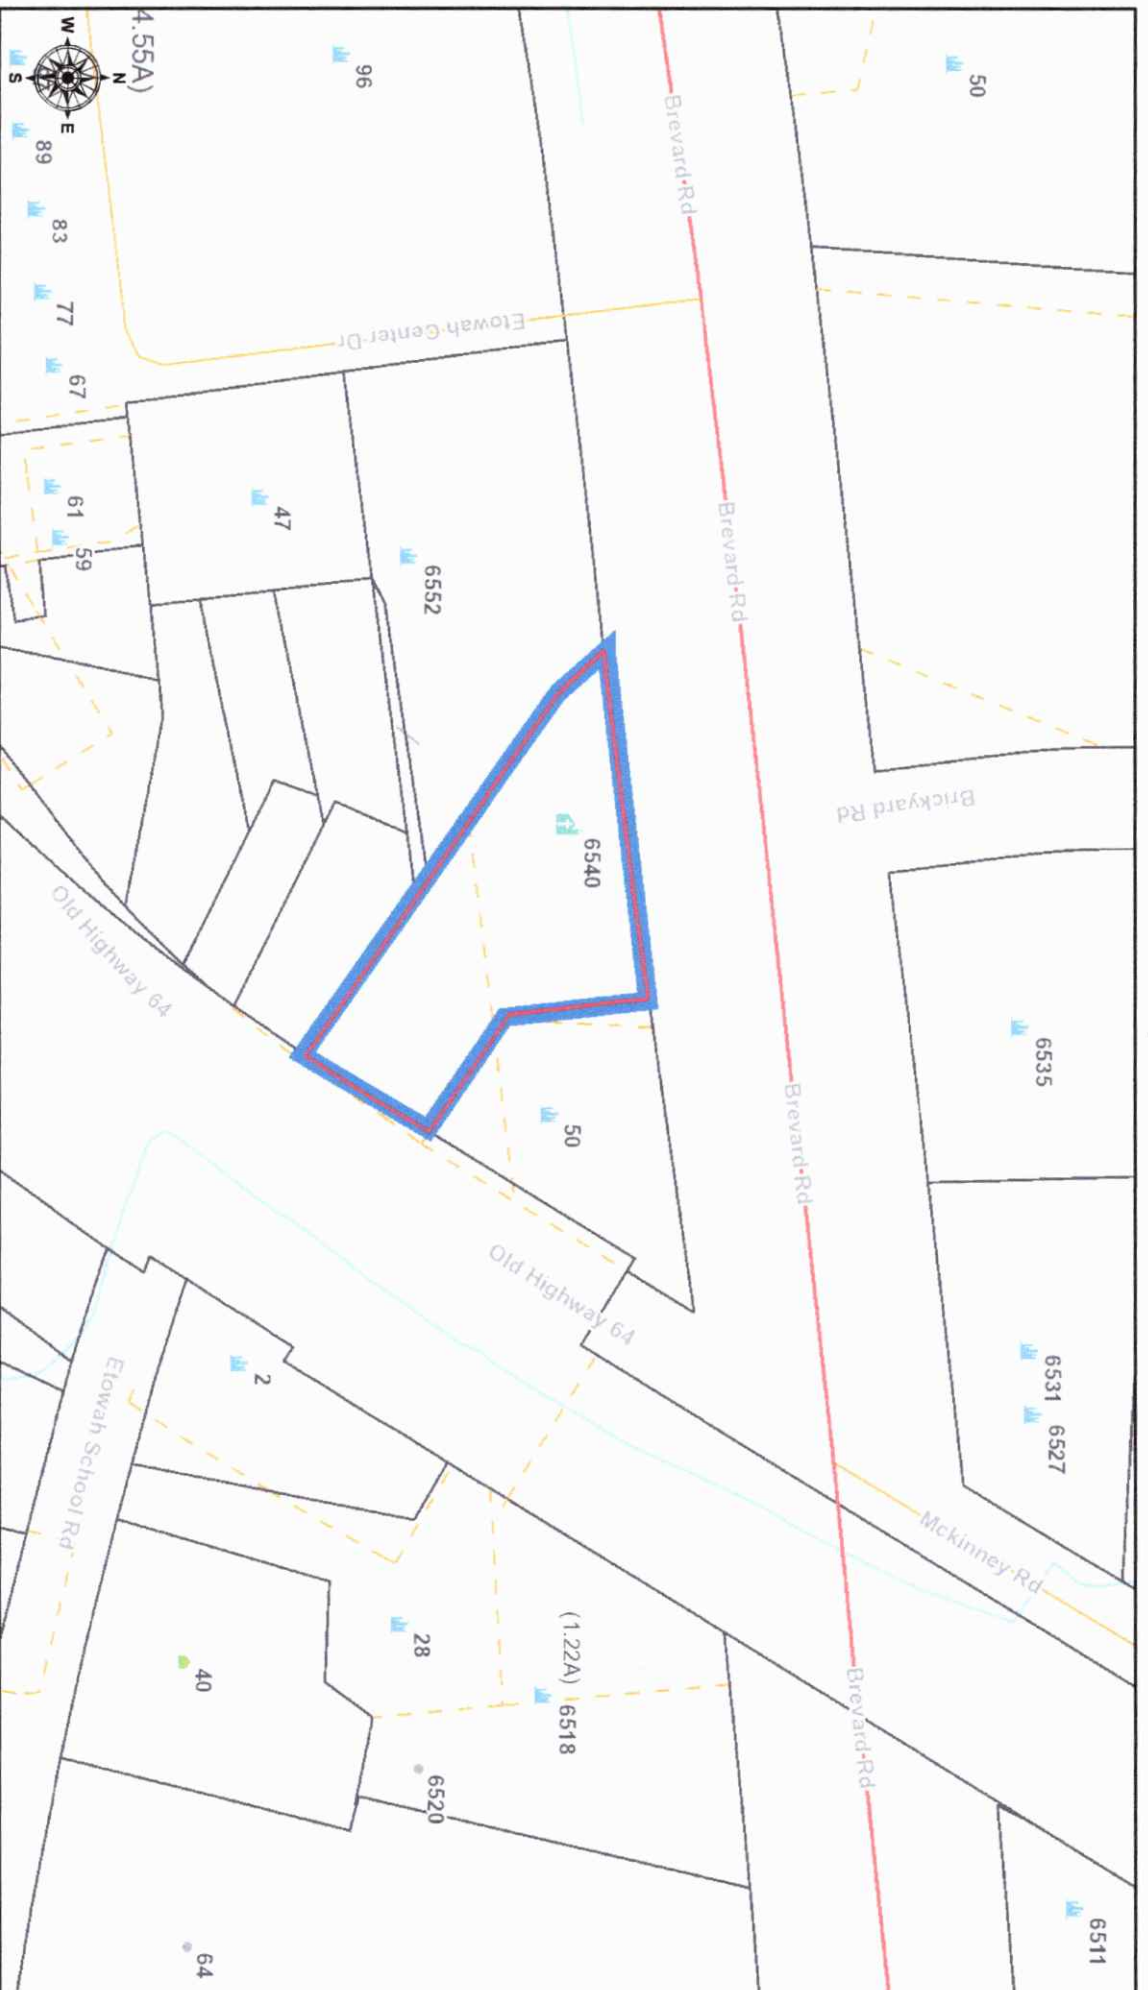 6511
6527
6531
6535
50
Mckinney Rd
Brickyard Rd
Brevard Rd
Brevard Rd
Brevard Rd
Brevard Rd
6540
50
(1.22A)
6518
Old Highway 64
Etowah Center Dr
6552
6520
28
96
47
2
64
40
4.55A)
Old Highway 64
Etowah School Rd
59
61
67
77
83
89
N
W
E
S